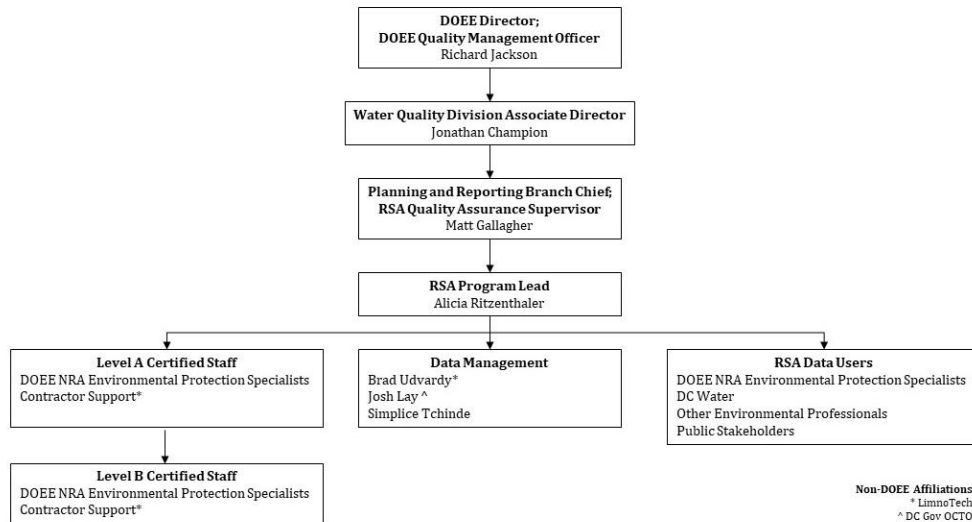 DOEE Director;
DOEE Quality Management Officer
Richard Jackson
Water Quality Division Associate Director
Jonathan Champion
Planning and Reporting Branch Chief;
RSA Quality Assurance Supervisor
Matt Gallagher
RSA Program Lead
Alicia Ritzenthaler
Level A Certified Staff
DOEE NRA Environmental Protection Specialists
Contractor Support*
Data Management
Brad Udvardy*
Josh Lay ^
Simplice Tchinde
RSA Data Users
DOEE NRA Environmental Protection Specialists
DC Water
Other Environmental Professionals
Public Stakeholders
Level B Certified Staff
DOEE NRA Environmental Protection Specialists
Contractor Support*
Non-DOEE Affiliations
* LimnoTech
^ DC Gov OCTO